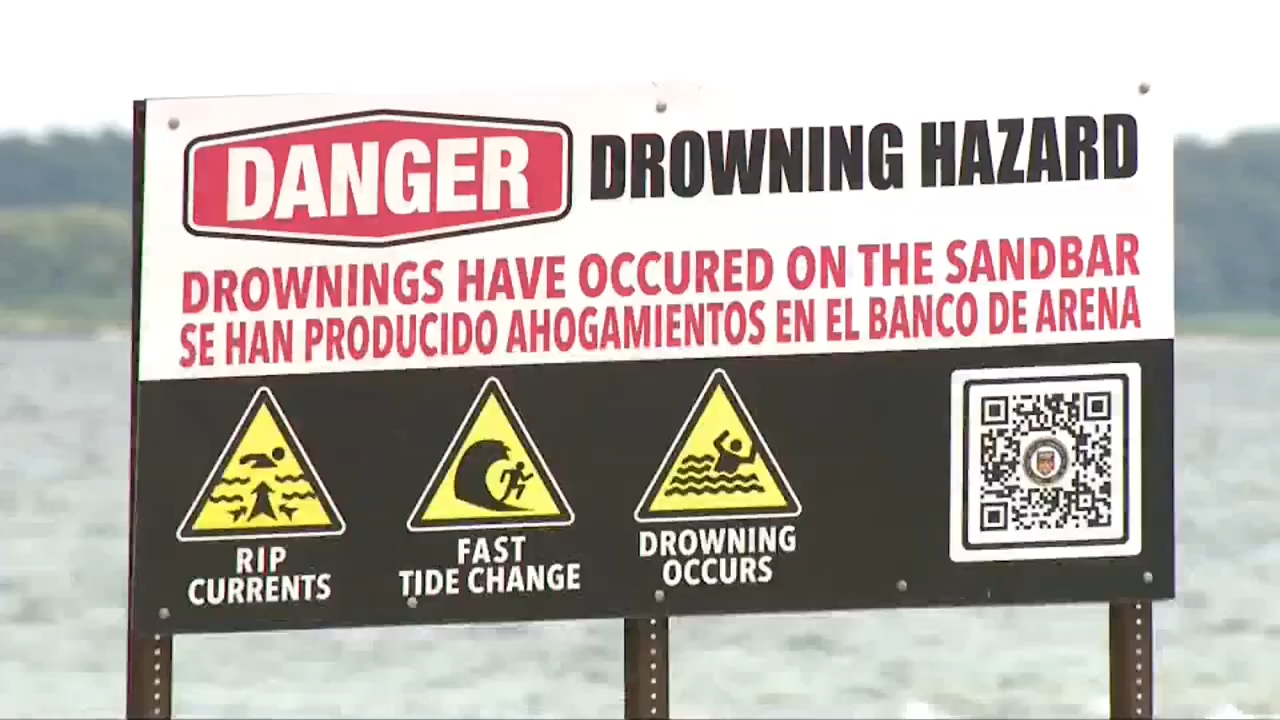 DANGER DROWNING HAZARD
DROWNINGS HAVE OCCURED ON THE SANDBAR
SE HAN PRODUCIDO AHOGAMIENTOS EN EL BANCO DE ARENA
RIP
CURRENTS
FAST
TIDE CHANGE
DROWNING
OCCURS